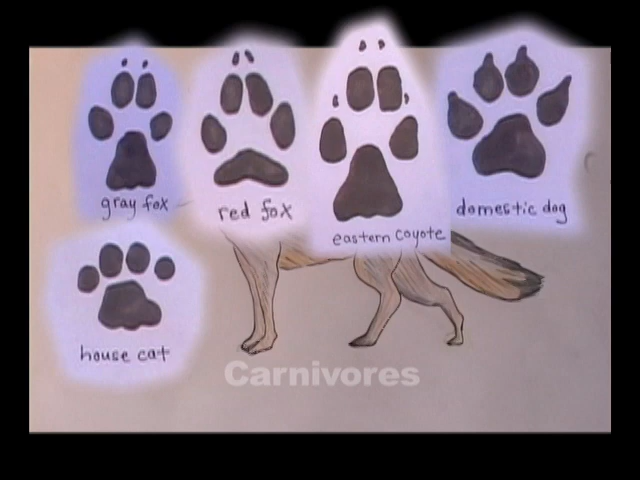 gray fox
red fox
eastern coyote
domestic dog
house cat
Carnivores